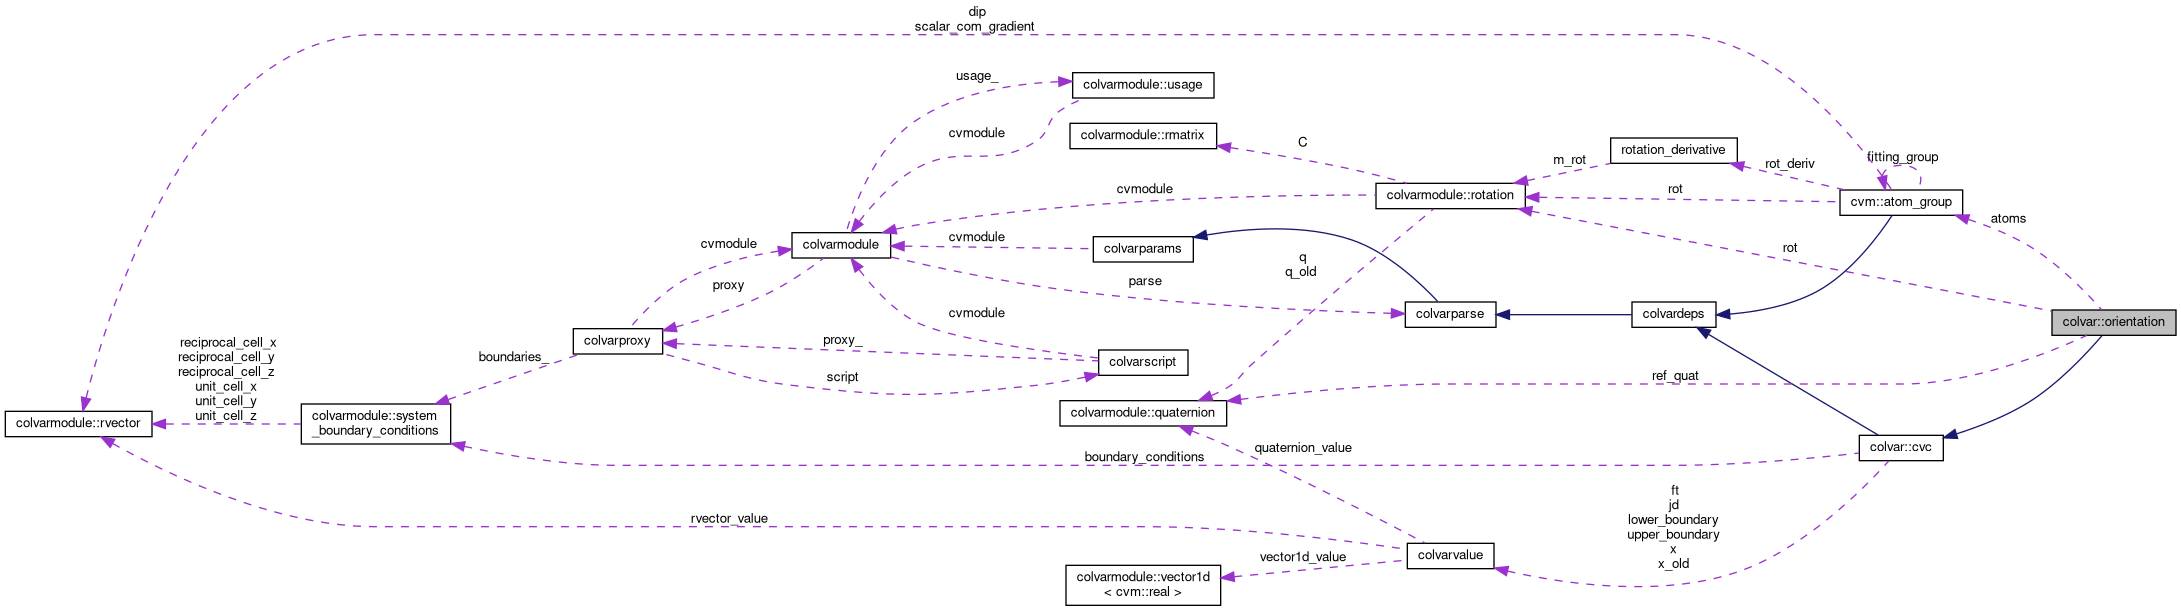 dip
scalar_com_gradient
usage_
colvarmodule::usage
cvmodule
colvarmodule::rmatrix
C
rotation_derivative
m_rot
rot_deriv
fitting_group
cvmodule
colvarmodule::rotation
rot
cvm::atom_group
atoms
cvmodule
colvarmodule
cvmodule
colvarparams
rot
q
q_old
proxy
parse
cvmodule
colvarparse
colvardeps
colvar::orientation
colvarproxy
proxy_
colvarscript
boundaries_
script
ref_quat
reciprocal_cell_x
reciprocal_cell_y
reciprocal_cell_z
unit_cell_x
unit_cell_y
unit_cell_z
colvarmodule::rvector
colvarmodule::system
_boundary_conditions
colvarmodule::quaternion
quaternion_value
boundary_conditions
colvar::cvc
ft
jd
lower_boundary
upper_boundary
x
x_old
rvector_value
colvarvalue
vector1d_value
colvarmodule::vector1d
< cvm::real >